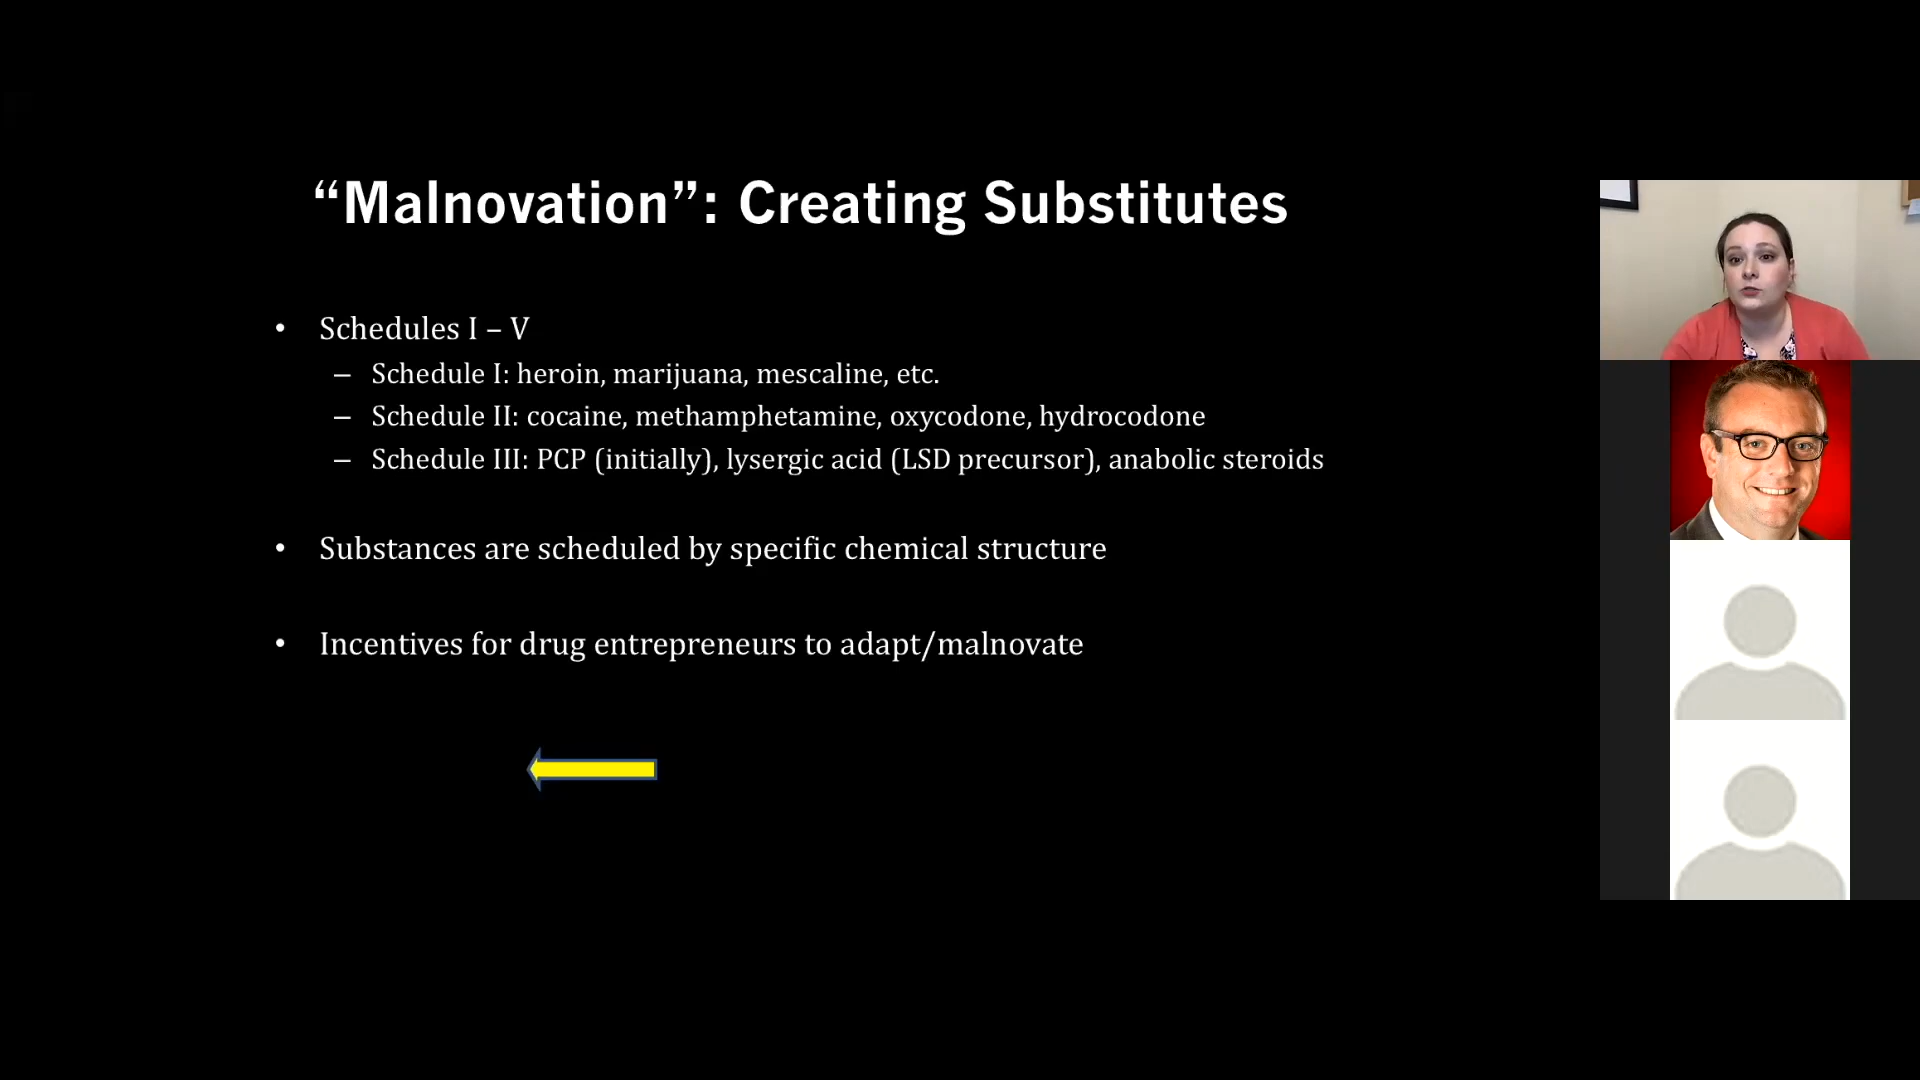 “Malnovation”: Creating Substitutes
• Schedules I – V
– Schedule I: heroin, marijuana, mescaline, etc.
– Schedule II: cocaine, methamphetamine, oxycodone, hydrocodone
– Schedule III: PCP (initially), lysergic acid (LSD precursor), anabolic steroids
• Substances are scheduled by specific chemical structure
• Incentives for drug entrepreneurs to adapt/malnovate